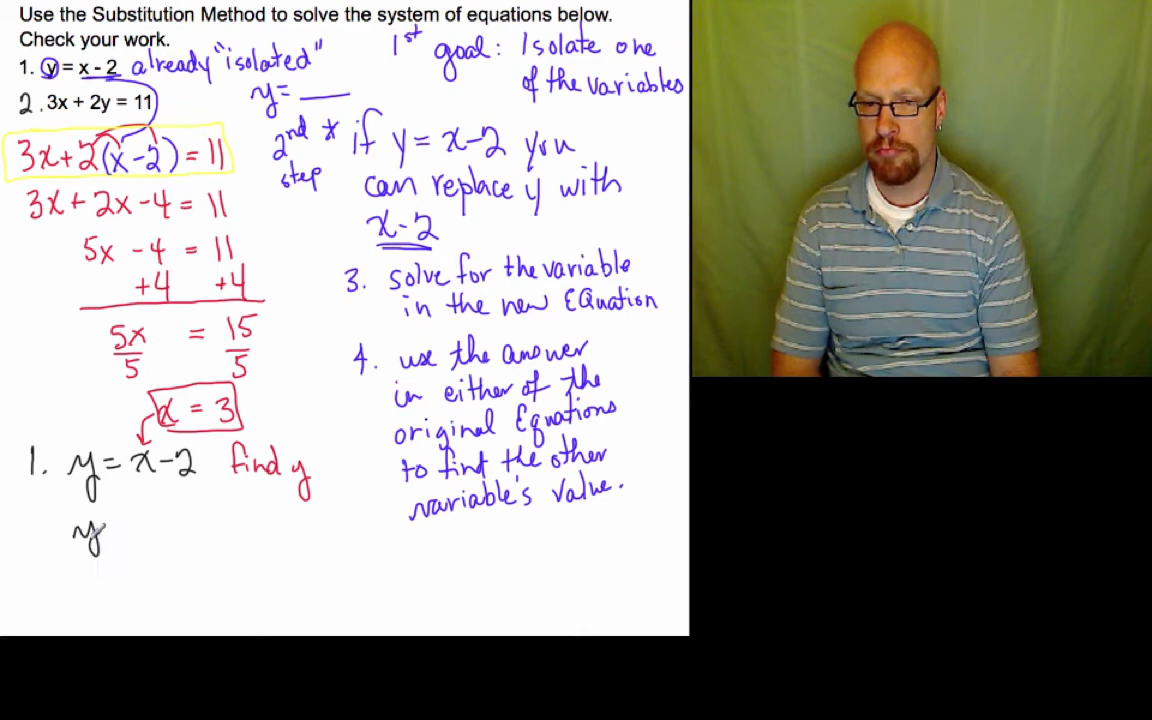 Use the Substitution Method to solve the system of equations below.
Check your work.
1. y = x - 2 already "isolated"
2. 3x + 2y = 11
y = __
3x + 2(x - 2) = 11
3x + 2x - 4 = 11
5x - 4 = 11
+4 +4
5x = 15
5 5
x = 3
1. y = x - 2 find y
y
1st goal: Isolate one
of the variables
2nd step * if y = x - 2 you
can replace y with
x - 2
3. solve for the variable
in the new EQuation
4. use the answer
in either of the
original Equations
to find the other
variable's value.